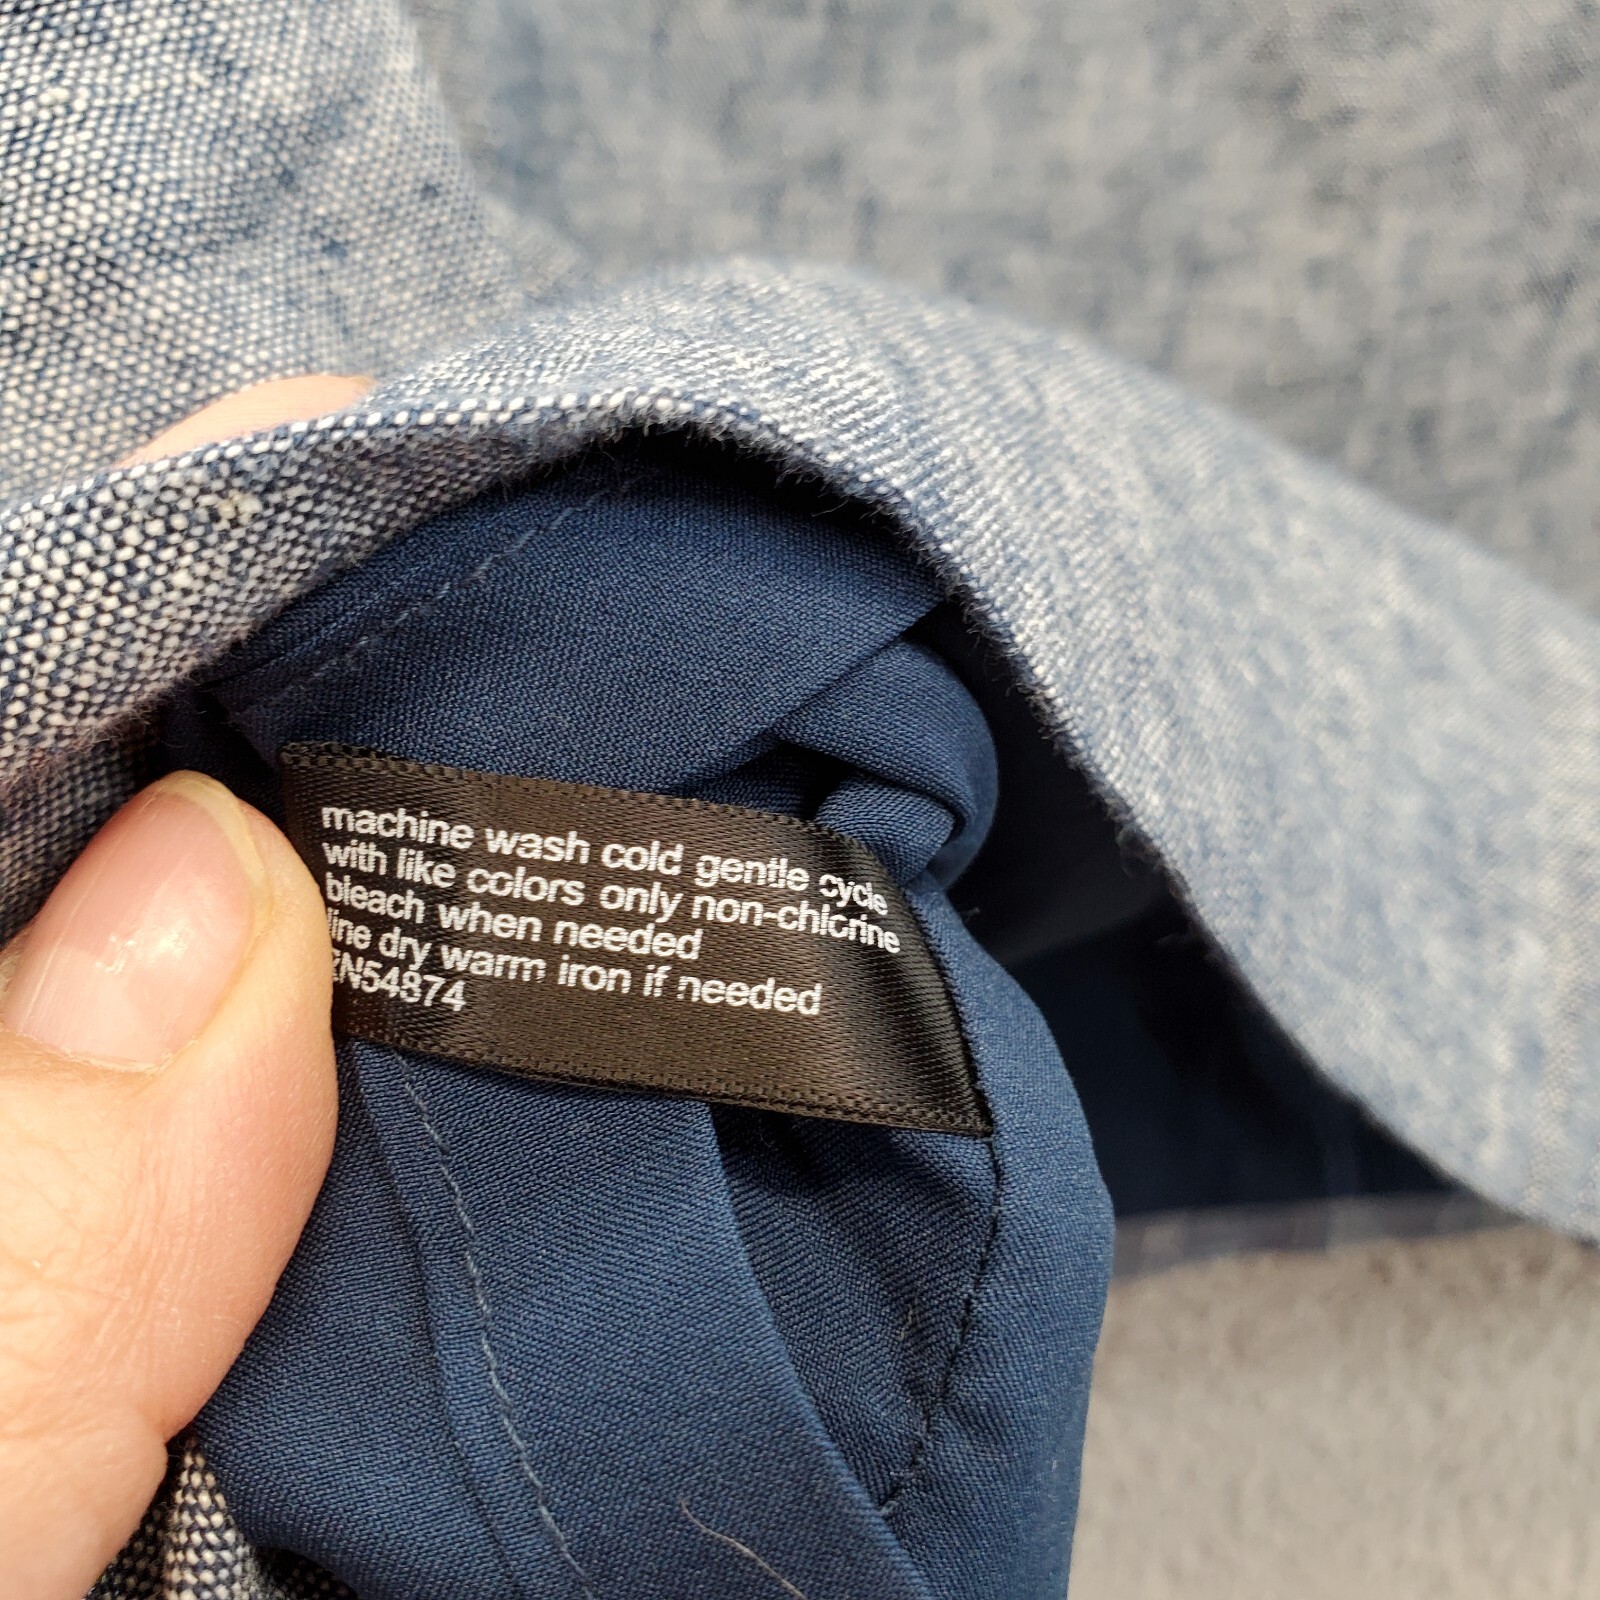 machine wash cold gentle cycle
with like colors only non-chlorine
bleach when needed
line dry warm iron if needed
RN54874